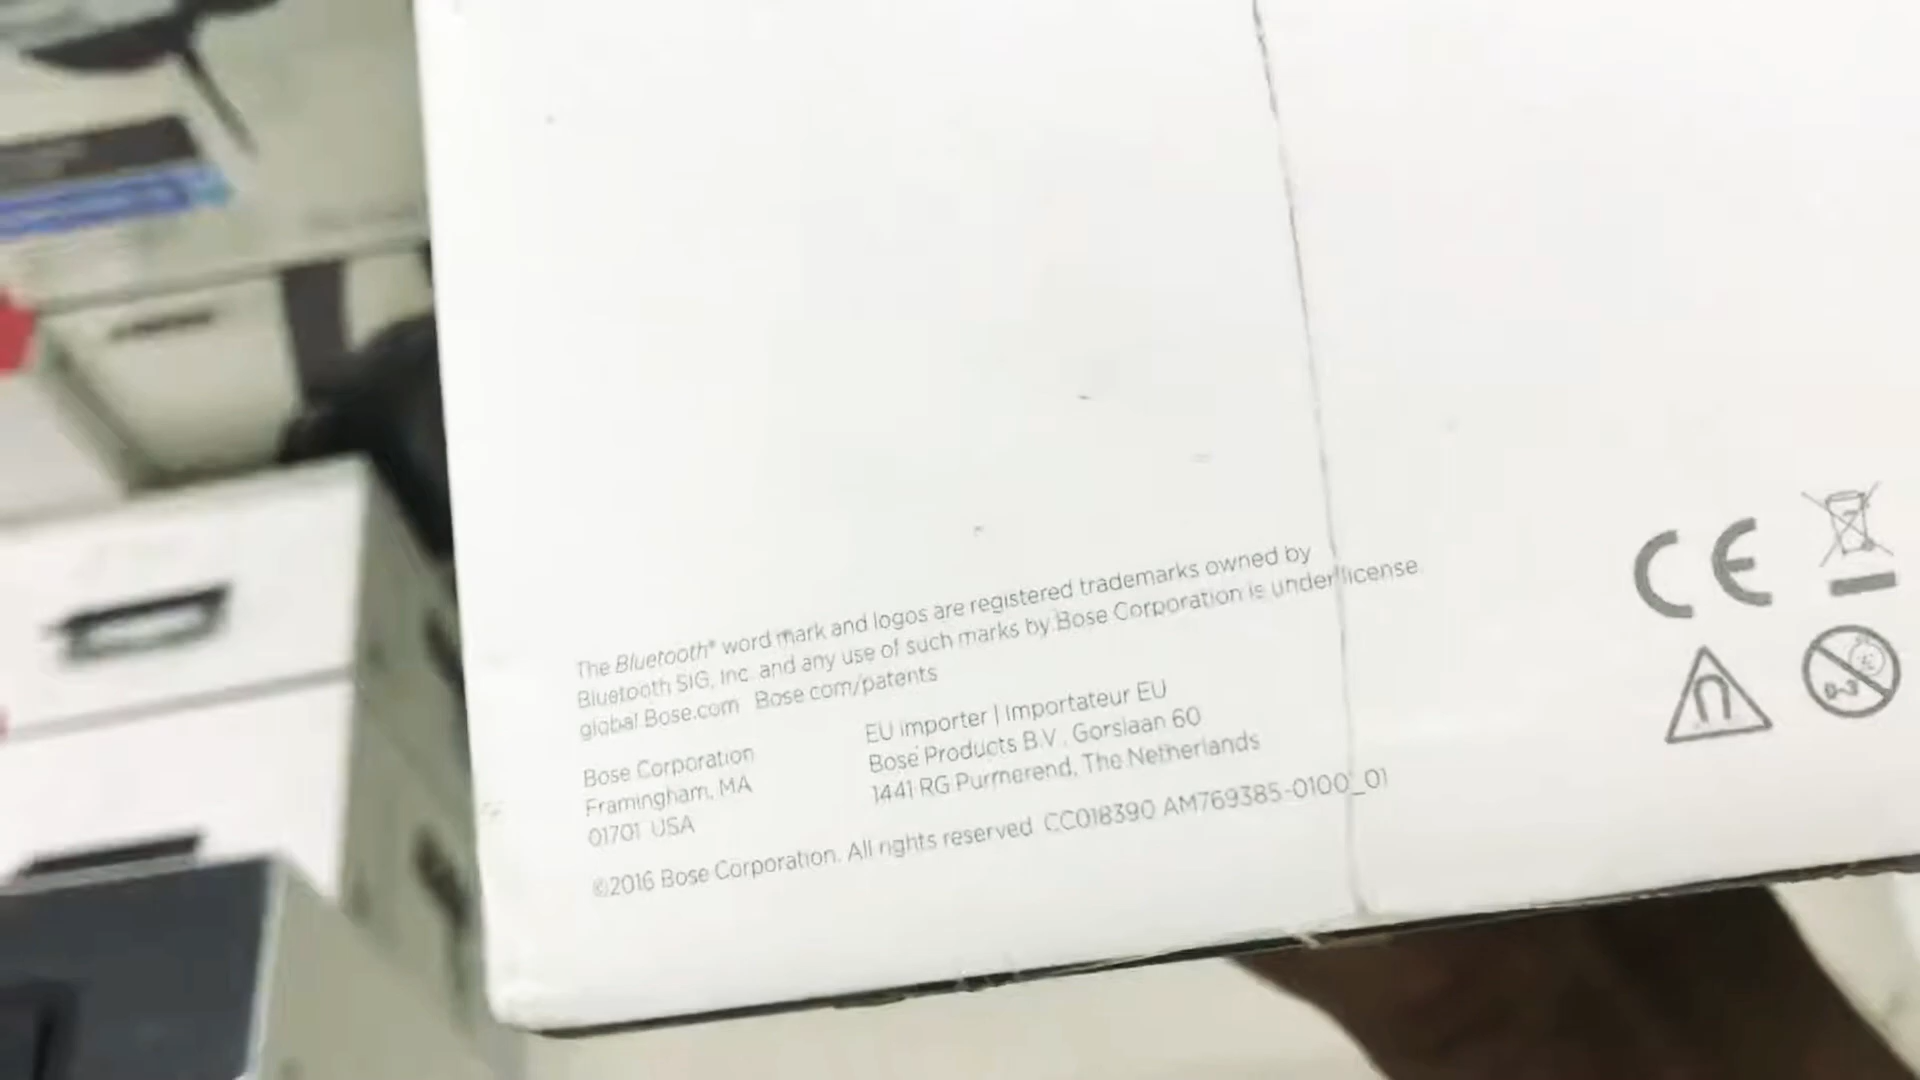 The Bluetooth® word mark and logos are registered trademarks owned by
Bluetooth SIG, Inc. and any use of such marks by Bose Corporation is under license.
global.Bose.com Bose.com/patents
Bose Corporation
Framingham, MA
01701 USA
EU importer | Importateur EU
Bose Products B.V., Gorslaan 60
1441 RG Purmerend, The Netherlands
©2016 Bose Corporation. All rights reserved. CC018390 AM769385-0100_01
CE
0-3